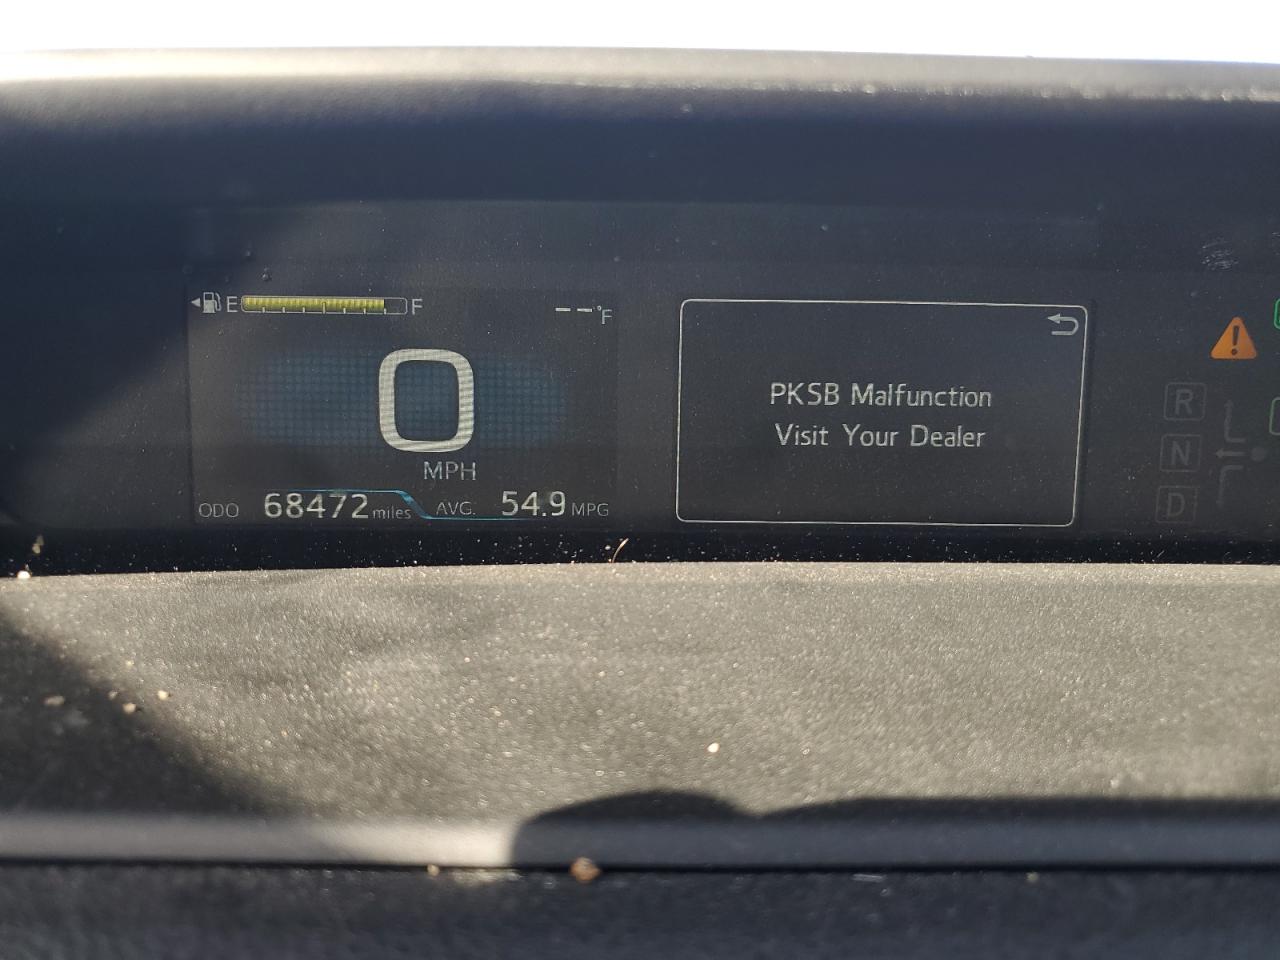 E F
--°F
0
MPH
ODO 68472 miles AVG. 54.9 MPG
PKSB Malfunction
Visit Your Dealer
!
R
N
D